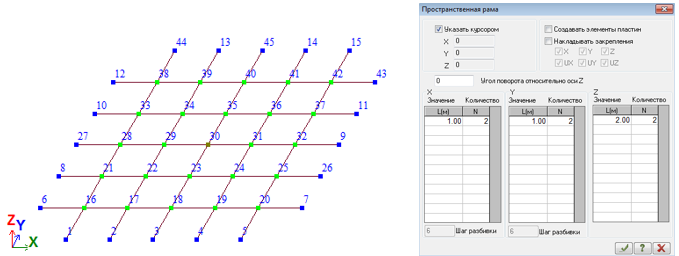 44 13 45 14 15
12 38 39 40 41 42 43
10 33 34 35 36 37 11
27 28 29 30 31 32 9
8 21 22 23 24 25 26
6 16 17 18 19 20 7
1 2 3 4 5
Z Y X
Пространственная рама
Указать курсором
X 0
Y 0
Z 0
Создавать элементы пластин
Накладывать закрепления
X Y Z
UX UY UZ
0 Угол поворота относительно оси Z
X Y Z
Значение Количество Значение Количество Значение Количество
L[м] N L[м] N L[м] N
1.00 2 1.00 2 2.00 2
6 Шаг разбивки 6 Шаг разбивки